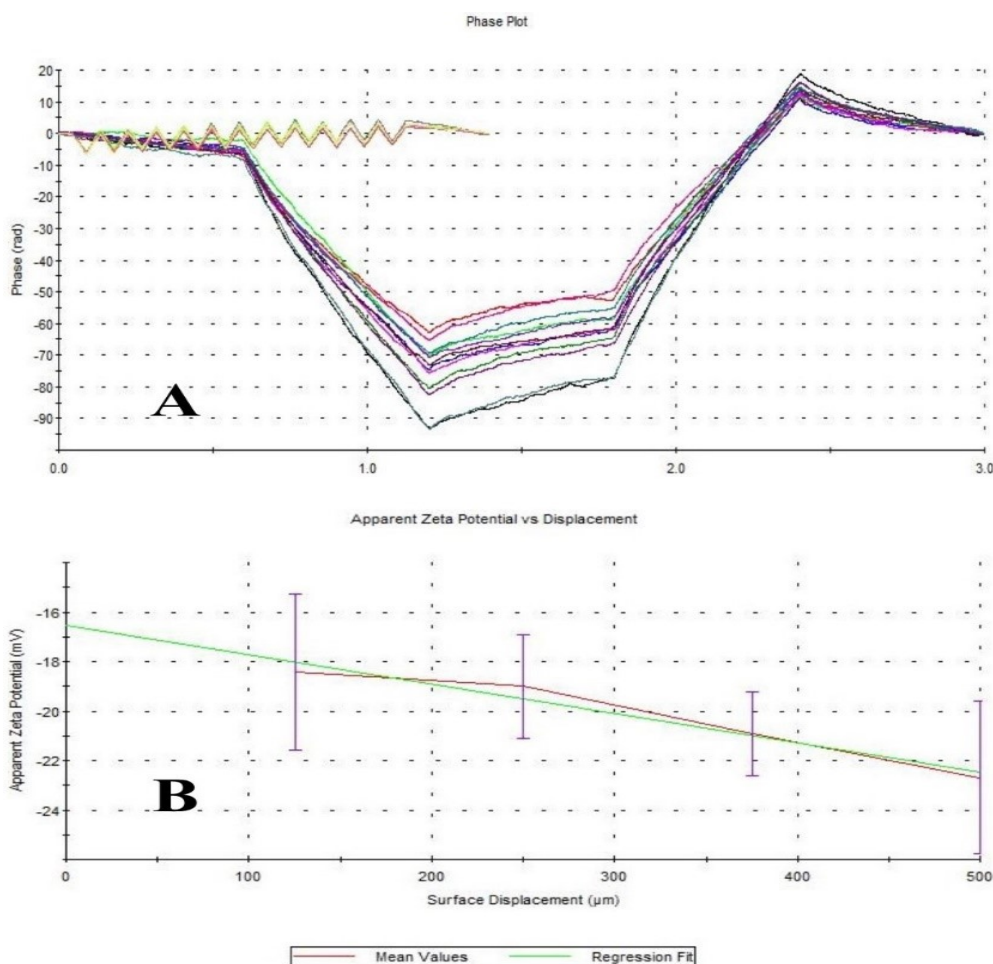 Phase Plot
20
10
0
-10
-20
-30
-40
-50
-60
-70
-80
-90
Phase (rad)
A
0.0 1.0 2.0 3.0
Apparent Zeta Potential vs Displacement
-16
-18
-20
-22
-24
Apparent Zeta Potential (mV)
B
0 100 200 300 400 500
Surface Displacement (µm)
Mean Values Regression Fit